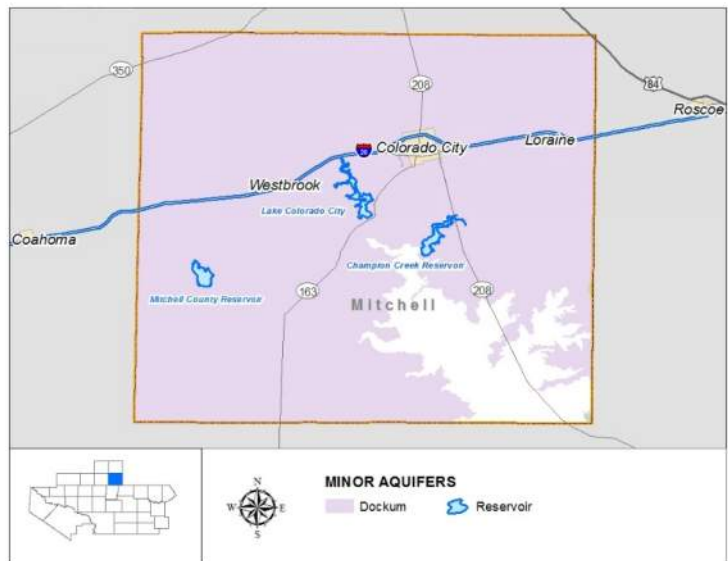 350
208
84
Roscoe
20
Colorado City
Loraine
Westbrook
Lake Colorado City
Coahoma
Champion Creek Reservoir
Mitchell County Reservoir
163
Mitchell
208
N
W E
S
MINOR AQUIFERS
Dockum
Reservoir